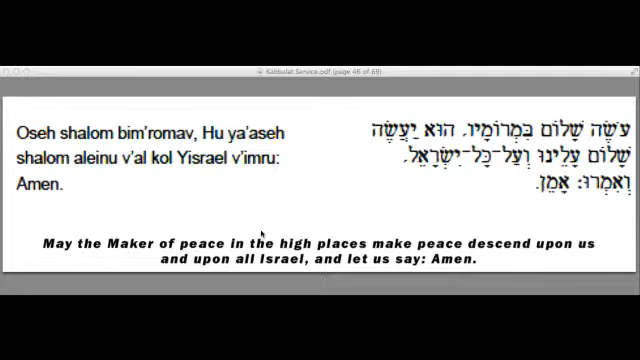 Kabbalat Service.pdf (page 46 of 69)
Oseh shalom bim'romav, Hu ya'aseh
shalom aleinu v'al kol Yisrael v'imru:
Amen.
עֹשֶׂה שָׁלוֹם בִּמְרוֹמָיו, הוּא יַעֲשֶׂה
שָׁלוֹם עָלֵינוּ וְעַל-כָּל-יִשְׂרָאֵל,
וְאִמְרוּ: אָמֵן.
May the Maker of peace in the high places make peace descend upon us
and upon all Israel, and let us say: Amen.